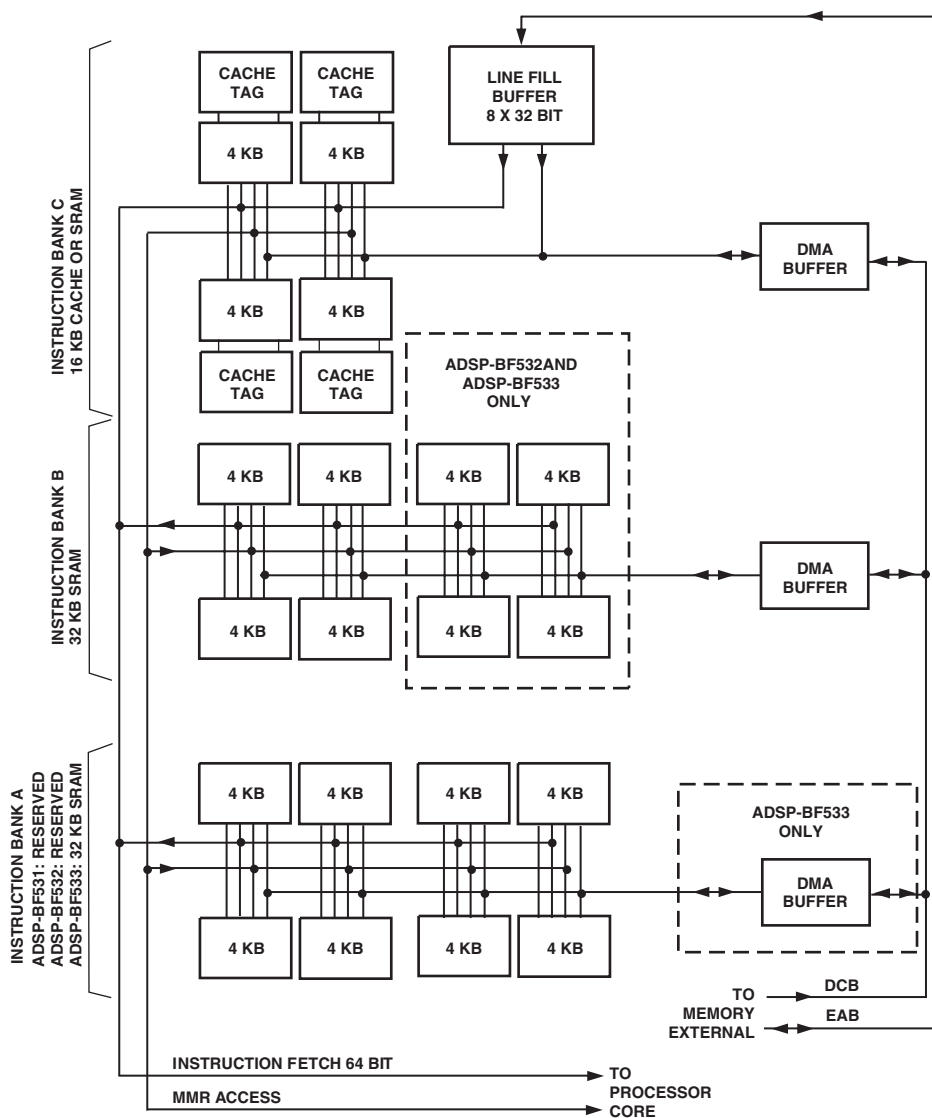 INSTRUCTION BANK C
16 KB CACHE OR SRAM
CACHE
TAG
CACHE
TAG
4 KB
4 KB
4 KB
4 KB
CACHE
TAG
CACHE
TAG
LINE FILL
BUFFER
8 X 32 BIT
DMA
BUFFER
INSTRUCTION BANK B
32 KB SRAM
ADSP-BF532AND
ADSP-BF533
ONLY
4 KB
4 KB
4 KB
4 KB
4 KB
4 KB
4 KB
4 KB
DMA
BUFFER
INSTRUCTION BANK A
ADSP-BF531: RESERVED
ADSP-BF532: RESERVED
ADSP-BF533: 32 KB SRAM
4 KB
4 KB
4 KB
4 KB
4 KB
4 KB
4 KB
4 KB
ADSP-BF533
ONLY
DMA
BUFFER
TO
MEMORY
EXTERNAL
DCB
EAB
INSTRUCTION FETCH 64 BIT
MMR ACCESS
TO
PROCESSOR
CORE